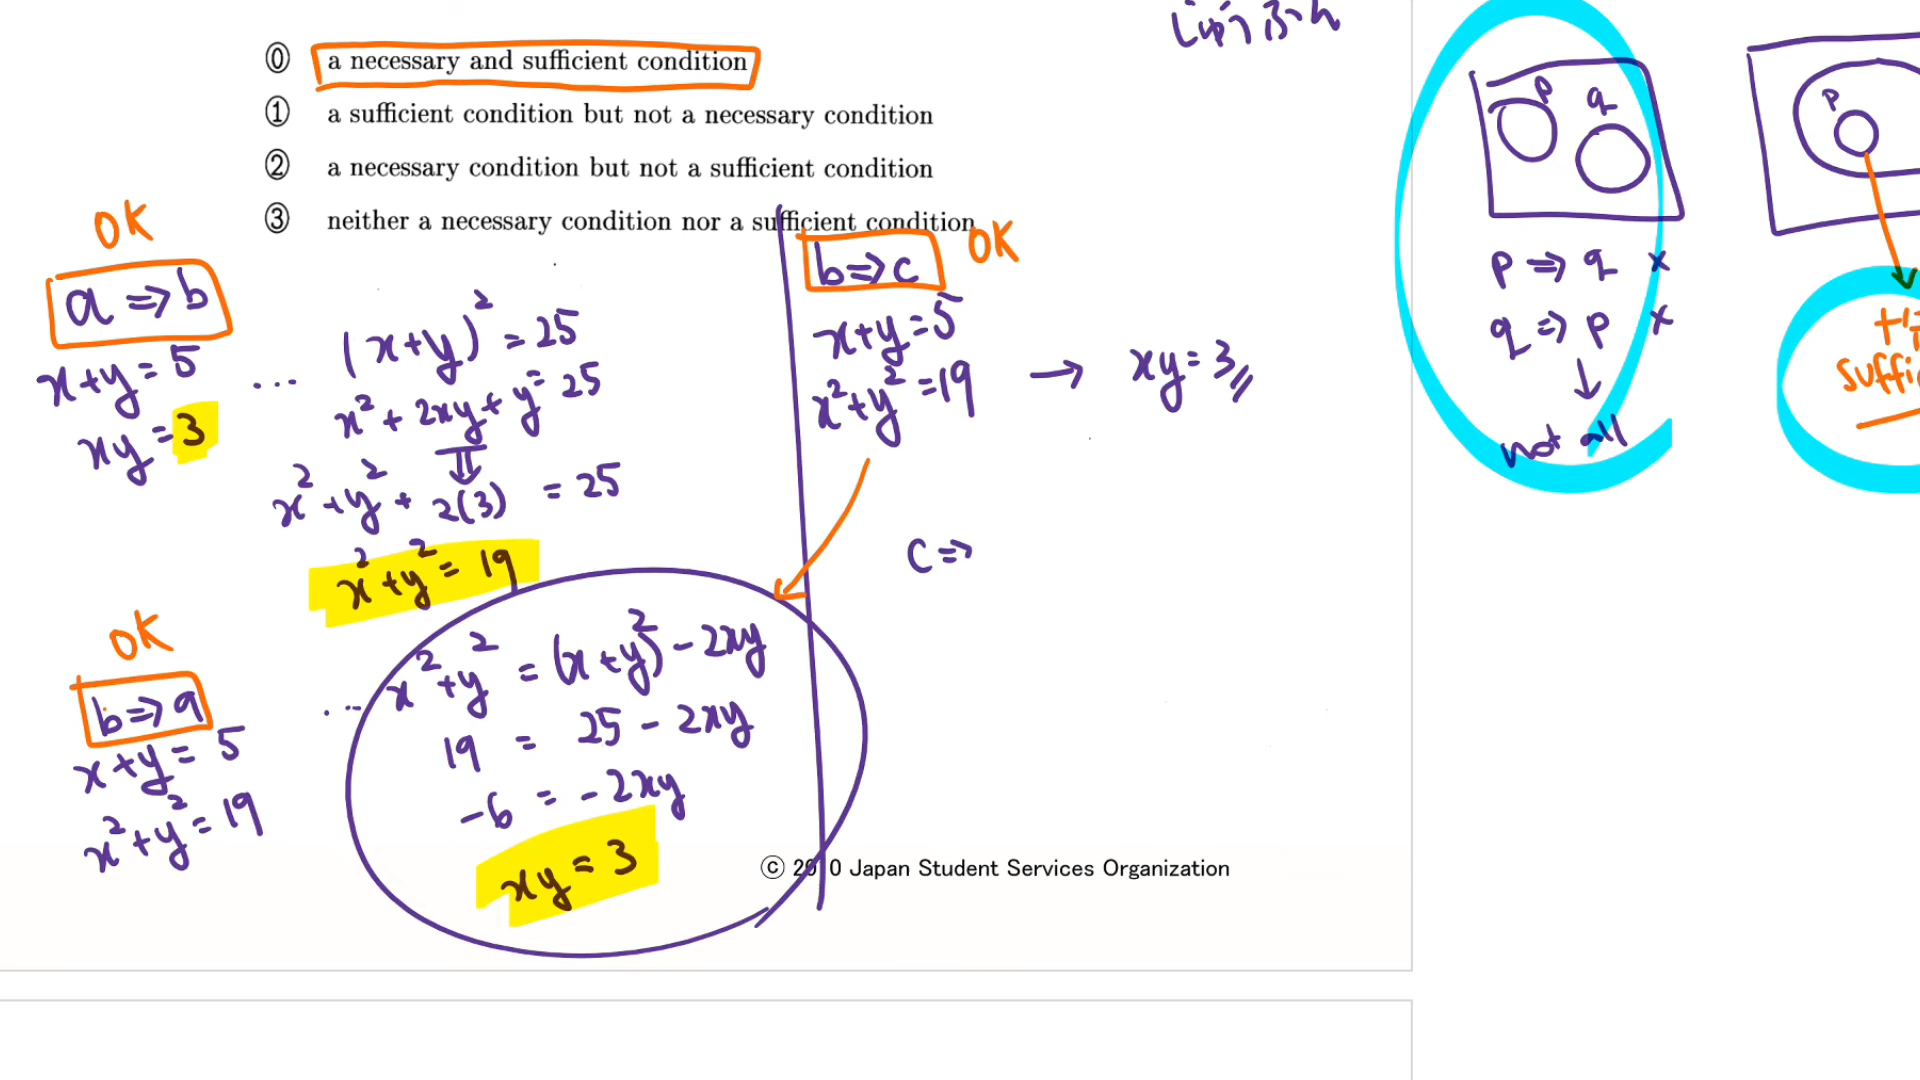 ⓪ a necessary and sufficient condition
① a sufficient condition but not a necessary condition
② a necessary condition but not a sufficient condition
③ neither a necessary condition nor a sufficient condition
OK
a ⇒ b
x+y=5
xy=3
... (x+y)² = 25
x² + 2xy + y² = 25
x² + y² + 2(3) = 25
x² + y² = 19
OK
b ⇒ a
x+y=5
x²+y²=19
... x²+y² = (x+y)² - 2xy
19 = 25 - 2xy
-6 = -2xy
xy = 3
b ⇒ c OK
x+y=5
x²+y²=19 → xy=3
c ⇒
© 2010 Japan Student Services Organization
じゅうぶん
p q
p ⇒ q ×
q ⇒ p ×
↓
not all
p